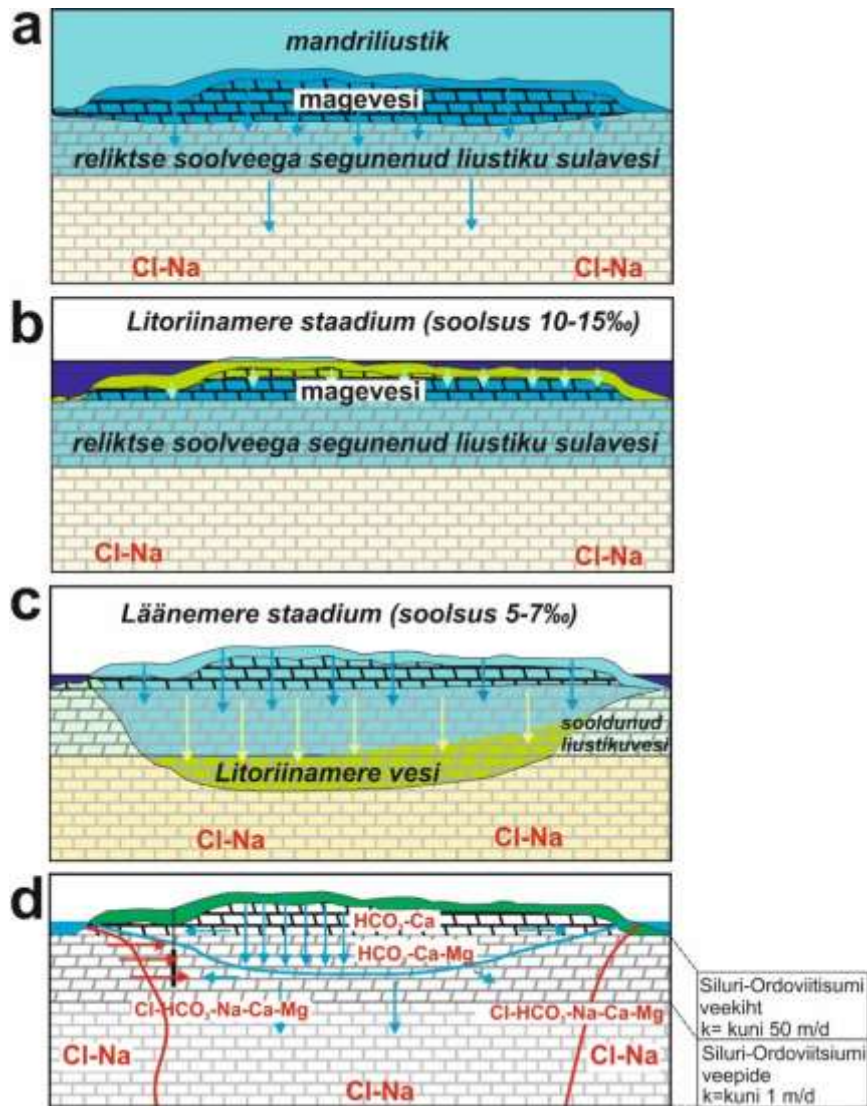 a
mandriliustik
magevesi
reliktse soolveega segunenud liustiku sulavesi
Cl-Na
Cl-Na
b
Litoriinamere staadium (soolsus 10-15‰)
magevesi
reliktse soolveega segunenud liustiku sulavesi
Cl-Na
Cl-Na
c
Läänemere staadium (soolsus 5-7‰)
sooldunud
liustikuvesi
Litoriinamere vesi
Cl-Na
Cl-Na
d
HCO₃-Ca
HCO₃-Ca-Mg
Cl-HCO₃-Na-Ca-Mg
Cl-HCO₃-Na-Ca-Mg
Cl-Na
Cl-Na
Cl-Na
Siluri-Ordoviitisumi
veekiht
k= kuni 50 m/d
Siluri-Ordoviitsiumi
veepide
k=kuni 1 m/d